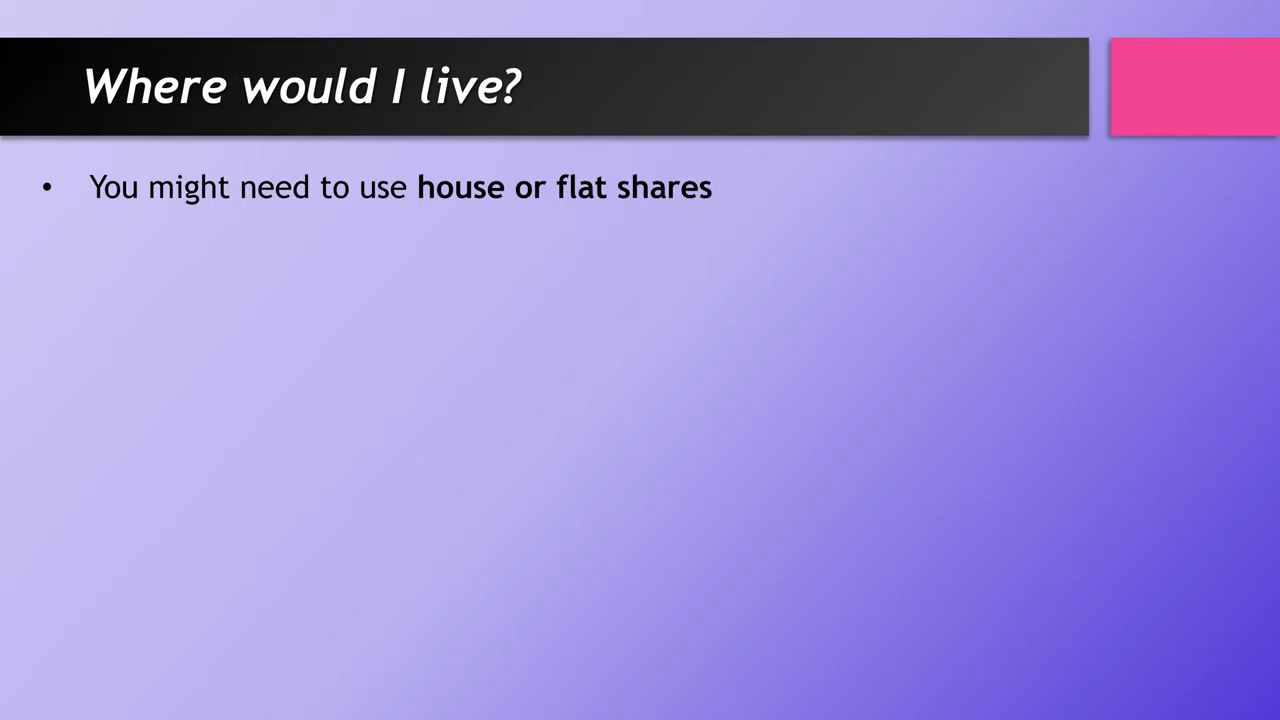 Where would I live?
• You might need to use house or flat shares